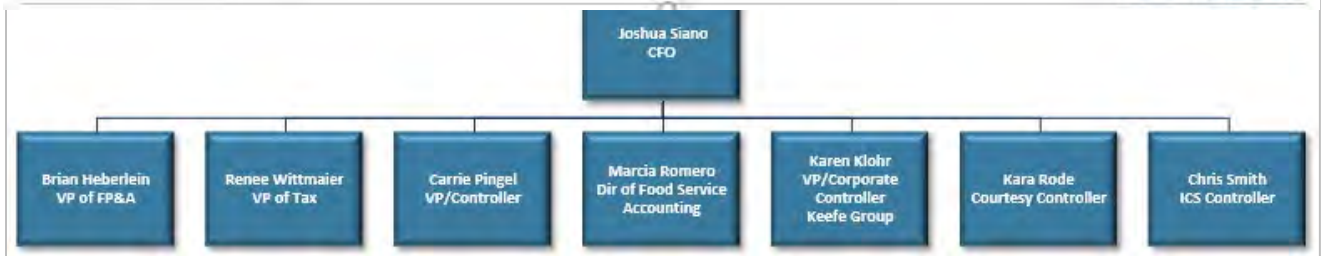 Joshua Siano
CFO
Brian Heberlein
VP of FP&A
Renee Wittmaier
VP of Tax
Carrie Pingel
VP/Controller
Marcia Romero
Dir of Food Service
Accounting
Karen Klohr
VP/Corporate
Controller
Keefe Group
Kara Rode
Courtesy Controller
Chris Smith
ICS Controller